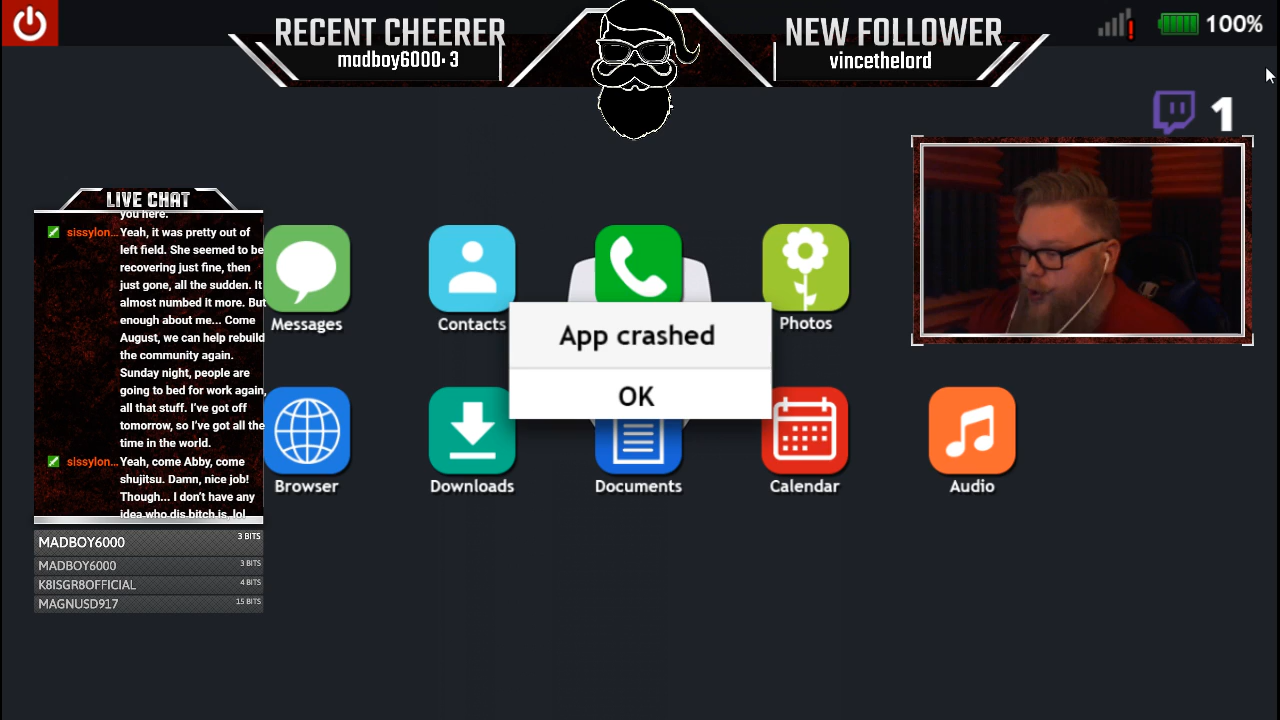 RECENT CHEERER
madboy6000· 3
NEW FOLLOWER
vincethelord
100%
1
LIVE CHAT
you here.
sissylon... Yeah, it was pretty out of
left field. She seemed to be
recovering just fine, then
just gone, all the sudden. It
almost numbed it more. But
enough about me... Come
August, we can help rebuild
the community again.
Sunday night, people are
going to bed for work again,
all that stuff. I've got off
tomorrow, so I've got all the
time in the world.
sissylon... Yeah, come Abby, come
shujitsu. Damn, nice job!
Though... I don't have any
idea who dis bitch is, lol
MADBOY6000 3 BITS
MADBOY6000 3 BITS
K8ISGR8OFFICIAL 4 BITS
MAGNUSD917 15 BITS
Messages
Contacts
Photos
App crashed
OK
Browser
Downloads
Documents
Calendar
Audio